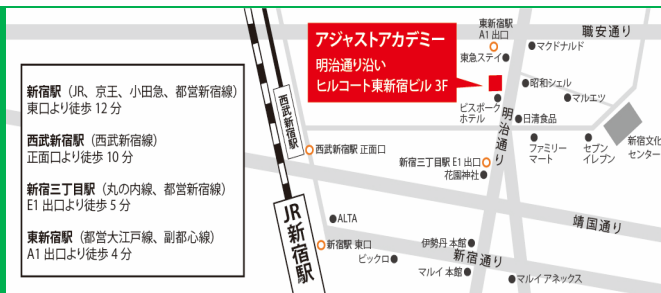 新宿駅（JR、京王、小田急、都営新宿線）
東口より徒歩 12 分
西武新宿駅（西武新宿線）
正面口より徒歩 10 分
新宿三丁目駅（丸の内線、都営新宿線）
E1 出口より徒歩 5 分
東新宿駅（都営大江戸線、副都心線）
A1 出口より徒歩 4 分
アジャストアカデミー
明治通り沿い
ヒルコート東新宿ビル 3F
東新宿駅
A1 出口
東急ステイ
マクドナルド
職安通り
昭和シェル
マルエツ
ビスポーク
ホテル
日清食品
明治通り
ファミリー
マート
セブン
イレブン
新宿文化
センター
西武新宿駅
西武新宿駅 正面口
新宿三丁目駅 E1 出口
花園神社
靖国通り
JR新宿駅
ALTA
新宿駅 東口
ビックロ
伊勢丹 本館
新宿通り
マルイ 本館
マルイ アネックス